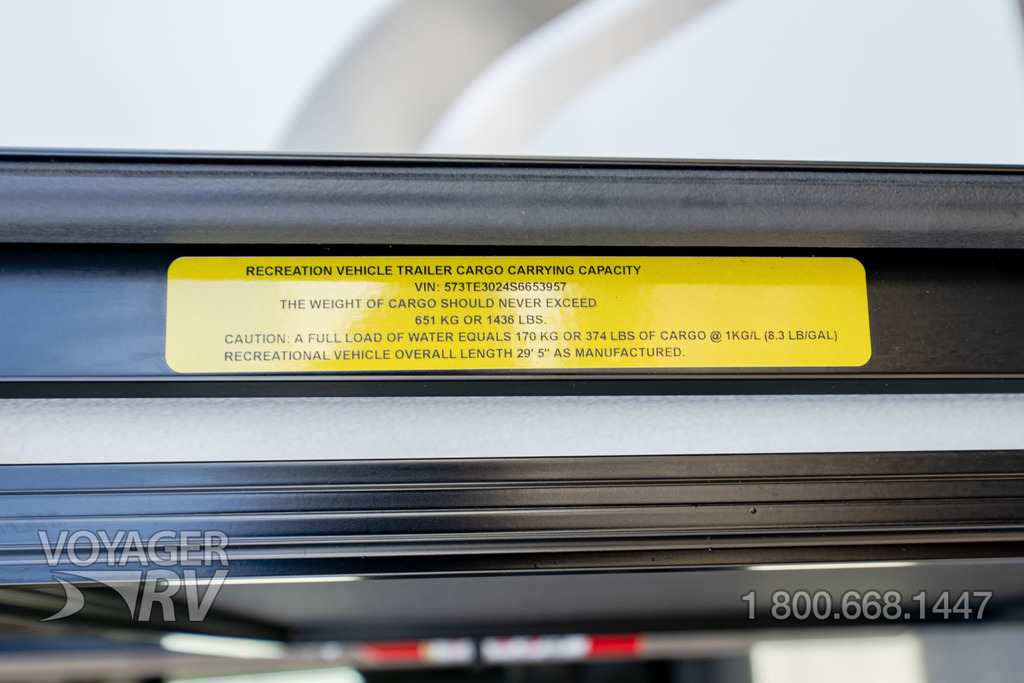 RECREATION VEHICLE TRAILER CARGO CARRYING CAPACITY
VIN: 573TE3024S6653957
THE WEIGHT OF CARGO SHOULD NEVER EXCEED
651 KG OR 1436 LBS.
CAUTION: A FULL LOAD OF WATER EQUALS 170 KG OR 374 LBS OF CARGO @ 1KG/L (8.3 LB/GAL)
RECREATIONAL VEHICLE OVERALL LENGTH 29' 5" AS MANUFACTURED.
VOYAGER
RV
1 800.668.1447